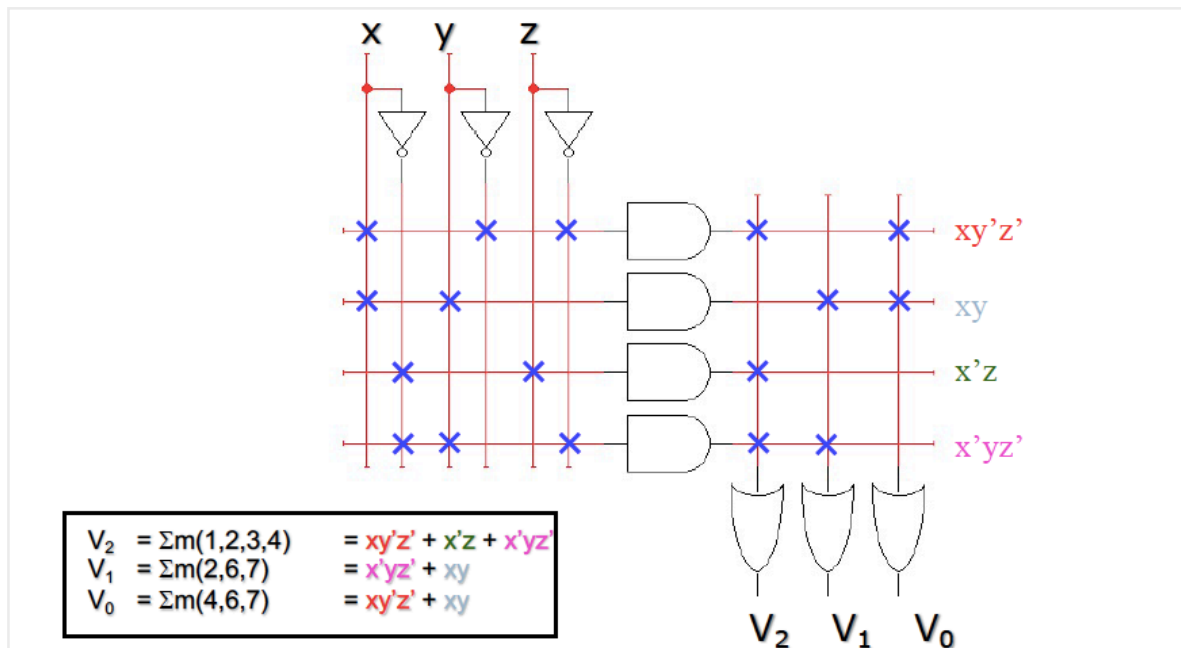 x y z
xy’z’
xy
x’z
x’yz’
V₂ = Σm(1,2,3,4) = xy’z’ + x’z + x’yz’
V₁ = Σm(2,6,7) = x’yz’ + xy
V₀ = Σm(4,6,7) = xy’z’ + xy
V₂ V₁ V₀